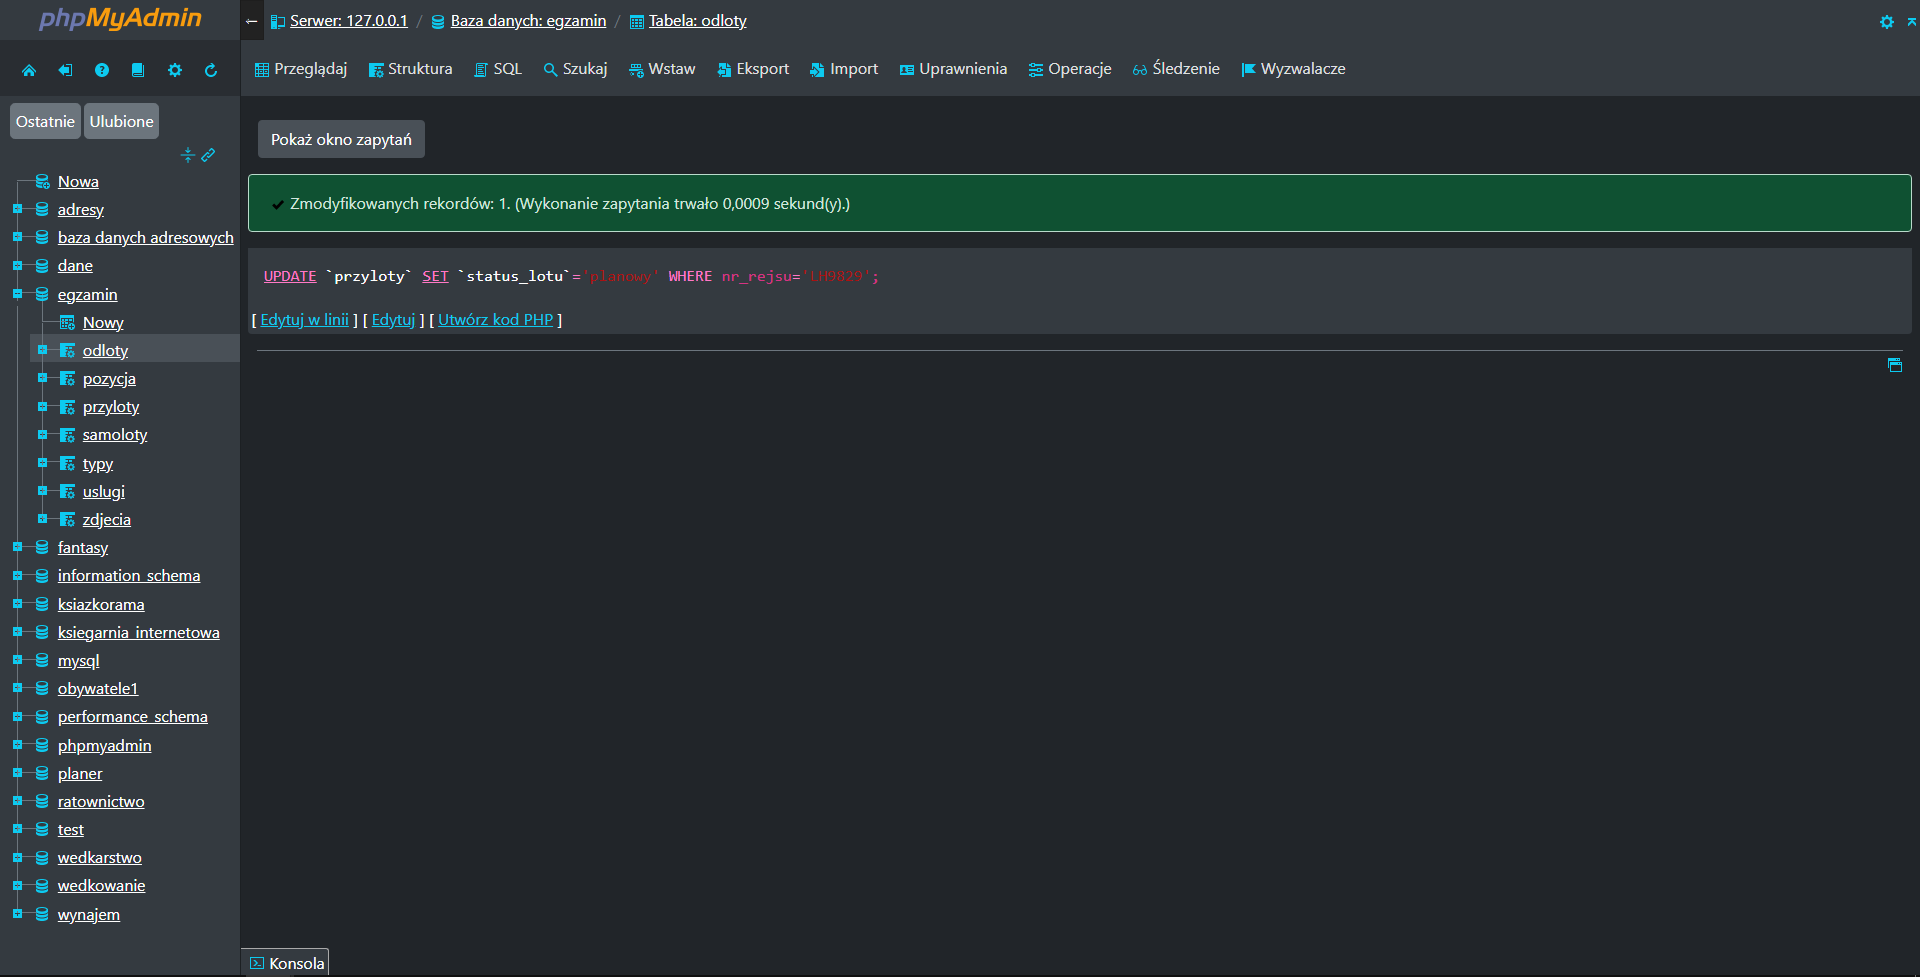 phpMyAdmin
Ostatnie Ulubione
Nowa
adresy
baza danych adresowych
dane
egzamin
Nowy
odloty
pozycja
przyloty
samoloty
typy
uslugi
zdjecia
fantasy
information_schema
ksiazkorama
ksiegarnia_internetowa
mysql
obywatele1
performance_schema
phpmyadmin
planer
ratownictwo
test
wedkarstwo
wedkowanie
wynajem
← Serwer: 127.0.0.1 / Baza danych: egzamin / Tabela: odloty
Przeglądaj Struktura SQL Szukaj Wstaw Eksport Import Uprawnienia Operacje Śledzenie Wyzwalacze
Pokaż okno zapytań
Zmodyfikowanych rekordów: 1. (Wykonanie zapytania trwało 0,0009 sekund(y).)
UPDATE `przyloty` SET `status_lotu`='planowy' WHERE nr_rejsu='LH9829';
[ Edytuj w linii ] [ Edytuj ] [ Utwórz kod PHP ]
Konsola